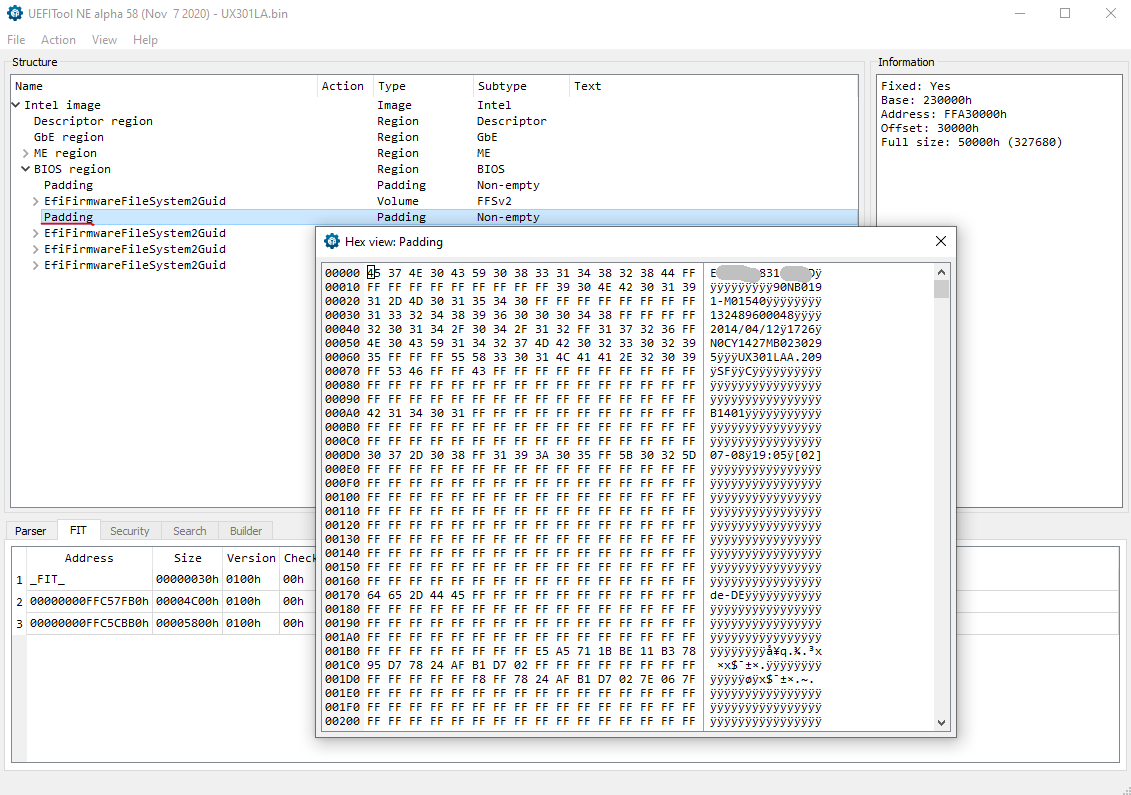 UEFITool NE alpha 58 (Nov  7 2020) - UX301LA.bin
File Action View Help
Structure
Name Action Type Subtype Text
Intel image Image Intel
Descriptor region Region Descriptor
GbE region Region GbE
ME region Region ME
BIOS region Region BIOS
Padding Padding Non-empty
EfiFirmwareFileSystem2Guid Volume FFSv2
Padding Padding Non-empty
EfiFirmwareFileSystem2Guid
EfiFirmwareFileSystem2Guid
EfiFirmwareFileSystem2Guid
Information
Fixed: Yes
Base: 230000h
Address: FFA30000h
Offset: 30000h
Full size: 50000h (327680)
Hex view: Padding
00000 45 37 4E 30 43 59 30 38 33 31 34 38 32 38 44 FF E 831 Dÿ
00010 FF FF FF FF FF FF FF FF FF 39 30 4E 42 30 31 39 ÿÿÿÿÿÿÿÿÿ90NB019
00020 31 2D 4D 30 31 35 34 30 FF FF FF FF FF FF FF FF 1-M01540ÿÿÿÿÿÿÿÿ
00030 31 33 32 34 38 39 36 30 30 30 34 38 FF FF FF FF 132489600048ÿÿÿÿ
00040 32 30 31 34 2F 30 34 2F 31 32 FF 31 37 32 36 FF 2014/04/12ÿ1726ÿ
00050 4E 30 43 59 31 34 32 37 4D 42 30 32 33 30 32 39 N0CY1427MB023029
00060 35 FF FF FF 55 58 33 30 31 4C 41 41 2E 32 30 39 5ÿÿÿUX301LAA.209
00070 FF 53 46 FF FF 43 FF FF FF FF FF FF FF FF FF FF ÿSFÿÿCÿÿÿÿÿÿÿÿÿÿ
00080 FF FF FF FF FF FF FF FF FF FF FF FF FF FF FF FF ÿÿÿÿÿÿÿÿÿÿÿÿÿÿÿÿ
00090 FF FF FF FF FF FF FF FF FF FF FF FF FF FF FF FF ÿÿÿÿÿÿÿÿÿÿÿÿÿÿÿÿ
000A0 42 31 34 30 31 FF FF FF FF FF FF FF FF FF FF FF B1401ÿÿÿÿÿÿÿÿÿÿÿ
000B0 FF FF FF FF FF FF FF FF FF FF FF FF FF FF FF FF ÿÿÿÿÿÿÿÿÿÿÿÿÿÿÿÿ
000C0 FF FF FF FF FF FF FF FF FF FF FF FF FF FF FF FF ÿÿÿÿÿÿÿÿÿÿÿÿÿÿÿÿ
000D0 30 37 2D 30 38 FF 31 39 3A 30 35 FF 5B 30 32 5D 07-08ÿ19:05ÿ[02]
000E0 FF FF FF FF FF FF FF FF FF FF FF FF FF FF FF FF ÿÿÿÿÿÿÿÿÿÿÿÿÿÿÿÿ
000F0 FF FF FF FF FF FF FF FF FF FF FF FF FF FF FF FF ÿÿÿÿÿÿÿÿÿÿÿÿÿÿÿÿ
00100 FF FF FF FF FF FF FF FF FF FF FF FF FF FF FF FF ÿÿÿÿÿÿÿÿÿÿÿÿÿÿÿÿ
00110 FF FF FF FF FF FF FF FF FF FF FF FF FF FF FF FF ÿÿÿÿÿÿÿÿÿÿÿÿÿÿÿÿ
00120 FF FF FF FF FF FF FF FF FF FF FF FF FF FF FF FF ÿÿÿÿÿÿÿÿÿÿÿÿÿÿÿÿ
00130 FF FF FF FF FF FF FF FF FF FF FF FF FF FF FF FF ÿÿÿÿÿÿÿÿÿÿÿÿÿÿÿÿ
00140 FF FF FF FF FF FF FF FF FF FF FF FF FF FF FF FF ÿÿÿÿÿÿÿÿÿÿÿÿÿÿÿÿ
00150 FF FF FF FF FF FF FF FF FF FF FF FF FF FF FF FF ÿÿÿÿÿÿÿÿÿÿÿÿÿÿÿÿ
00160 FF FF FF FF FF FF FF FF FF FF FF FF FF FF FF FF ÿÿÿÿÿÿÿÿÿÿÿÿÿÿÿÿ
00170 64 65 2D 44 45 FF FF FF FF FF FF FF FF FF FF FF de-DEÿÿÿÿÿÿÿÿÿÿÿ
00180 FF FF FF FF FF FF FF FF FF FF FF FF FF FF FF FF ÿÿÿÿÿÿÿÿÿÿÿÿÿÿÿÿ
00190 FF FF FF FF FF FF FF FF FF FF FF FF FF FF FF FF ÿÿÿÿÿÿÿÿÿÿÿÿÿÿÿÿ
001A0 FF FF FF FF FF FF FF FF FF FF FF FF FF FF FF FF ÿÿÿÿÿÿÿÿÿÿÿÿÿÿÿÿ
001B0 FF FF FF FF FF FF FF FF E5 A5 71 1B BE 11 B3 78 ÿÿÿÿÿÿÿÿå¥q.¾.³x
001C0 95 D7 78 24 AF B1 D7 02 FF FF FF FF FF FF FF FF ×x$¯±×.ÿÿÿÿÿÿÿÿ
001D0 FF FF FF FF FF F8 FF 78 24 AF B1 D7 02 7E 06 7F ÿÿÿÿÿøÿx$¯±×.~.
001E0 FF FF FF FF FF FF FF FF FF FF FF FF FF FF FF FF ÿÿÿÿÿÿÿÿÿÿÿÿÿÿÿÿ
001F0 FF FF FF FF FF FF FF FF FF FF FF FF FF FF FF FF ÿÿÿÿÿÿÿÿÿÿÿÿÿÿÿÿ
00200 FF FF FF FF FF FF FF FF FF FF FF FF FF FF FF FF ÿÿÿÿÿÿÿÿÿÿÿÿÿÿÿÿ
Parser FIT Security Search Builder
Address Size Version Check
1 _FIT_ 00000030h 0100h 00h
2 00000000FFC57FB0h 00004C00h 0100h 00h
3 00000000FFC5CBB0h 00005800h 0100h 00h